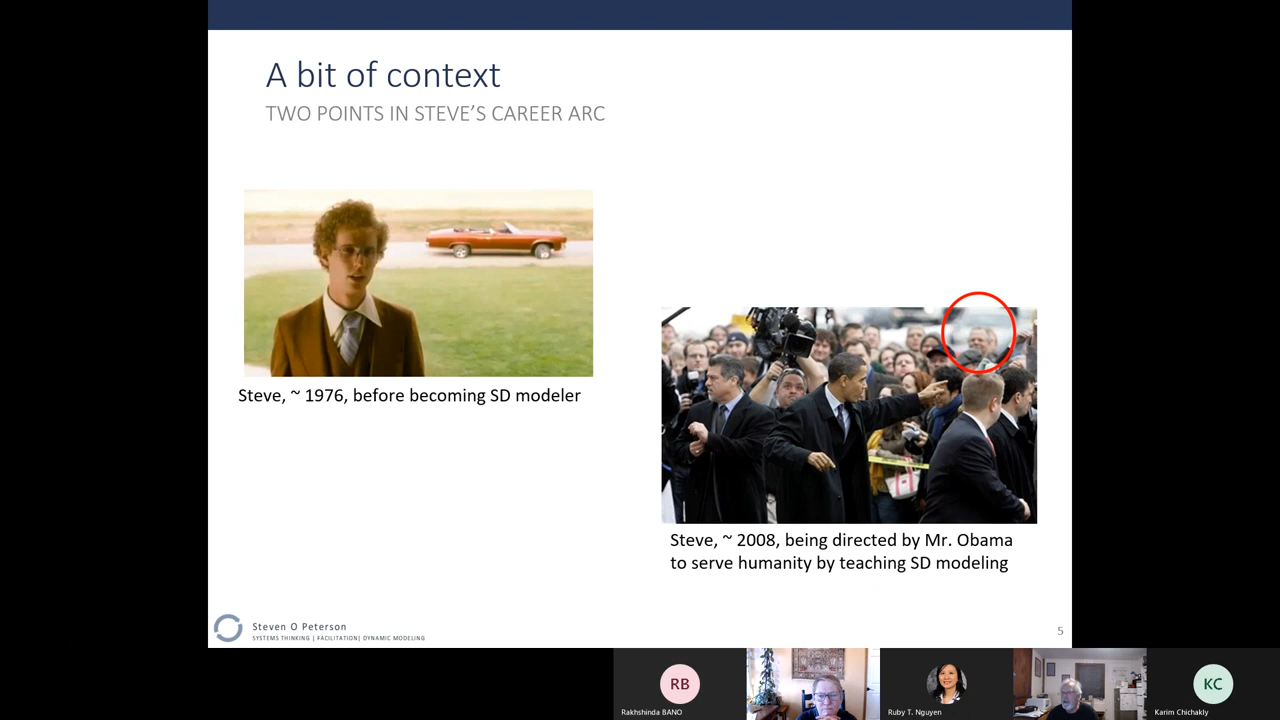 A bit of context
TWO POINTS IN STEVE'S CAREER ARC
Steve, ~ 1976, before becoming SD modeler
Steve, ~ 2008, being directed by Mr. Obama
to serve humanity by teaching SD modeling
Steven O Peterson
SYSTEMS THINKING | FACILITATION| DYNAMIC MODELING
5
RB
Rakhshinda BANO
Ruby T. Nguyen
KC
Karim Chichakly